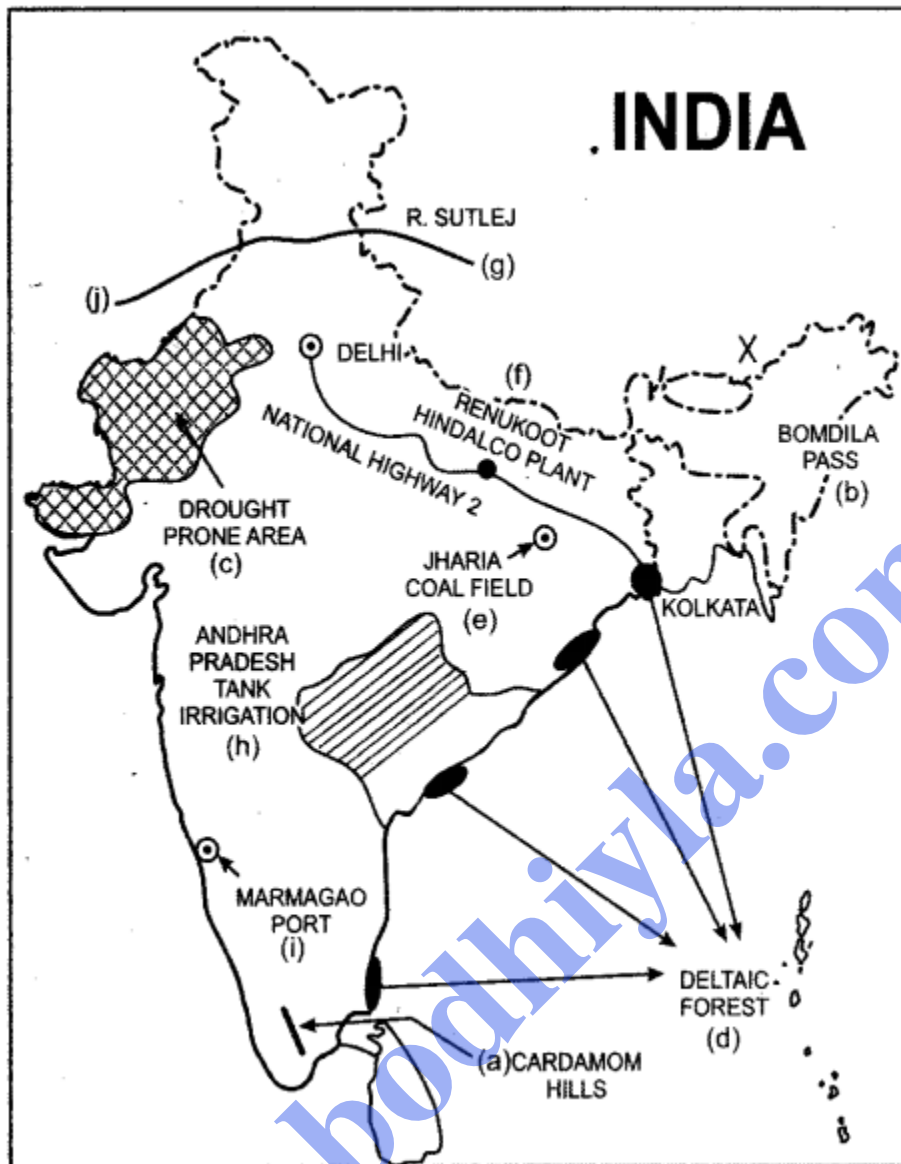 INDIA
R. SUTLEJ
(g)
(j)
DELHI
(f)
RENUKOOT
HINDALCO PLANT
NATIONAL HIGHWAY 2
X
BOMDILA
PASS
(b)
DROUGHT
PRONE AREA
(c)
JHARIA
COAL FIELD
(e)
KOLKATA
ANDHRA
PRADESH
TANK
IRRIGATION
(h)
MARMAGAO
PORT
(i)
DELTAIC
FOREST
(d)
(a) CARDAMOM
HILLS
bodhiyla.com